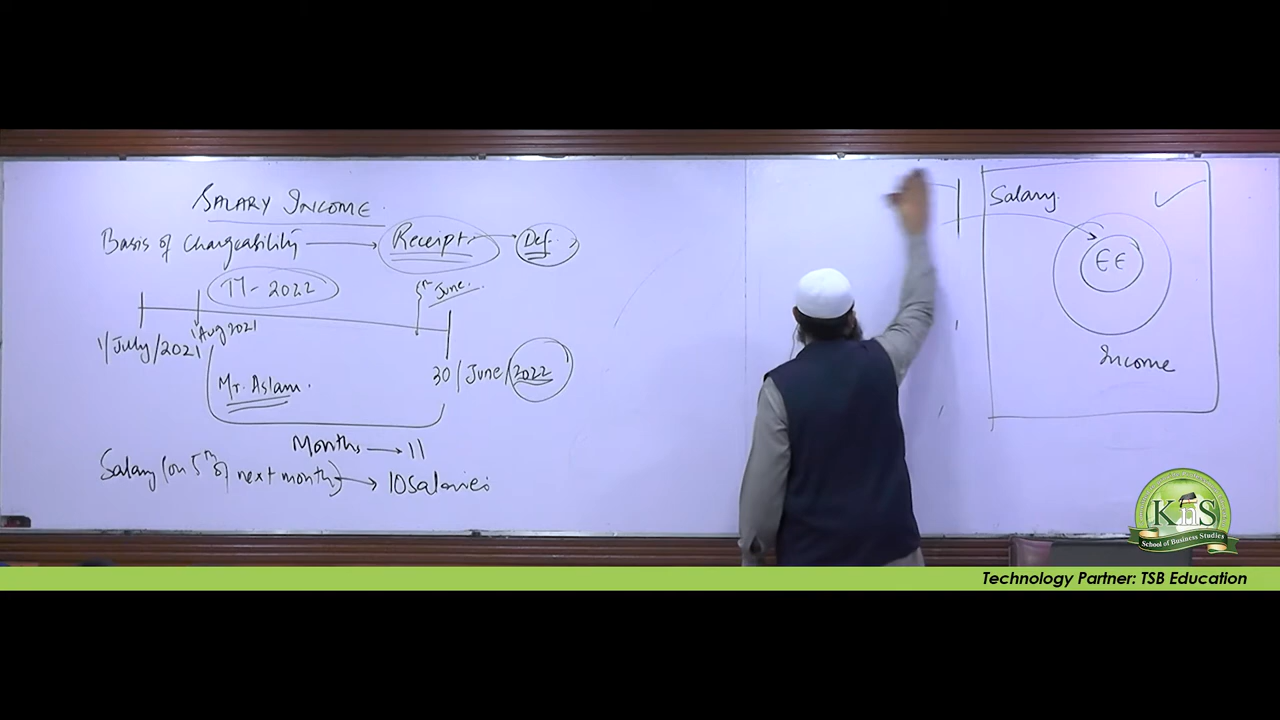 SALARY INCOME
Basis of Chargeability → Receipt → Def.
TY-2022
5th June.
1/July/2021
1 Aug 2021
30/June/2022
Mr. Aslam.
Months → 11
Salary (on 5th of next month) → 10 Salaries
Salary
EE
Income
KnS
School of Business Studies
Technology Partner: TSB Education